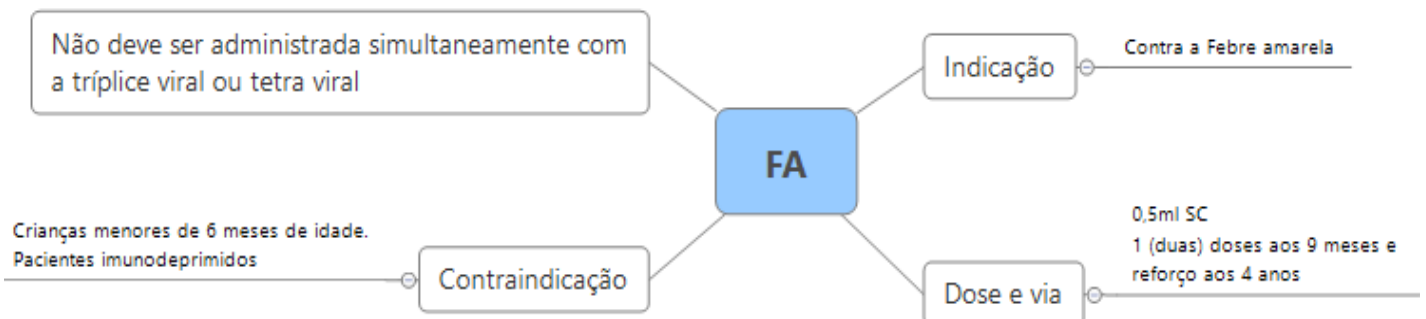 Não deve ser administrada simultaneamente com
a tríplice viral ou tetra viral
Contra a Febre amarela
Indicação
FA
Crianças menores de 6 meses de idade.
Pacientes imunodeprimidos
Contraindicação
0,5ml SC
1 (duas) doses aos 9 meses e
reforço aos 4 anos
Dose e via